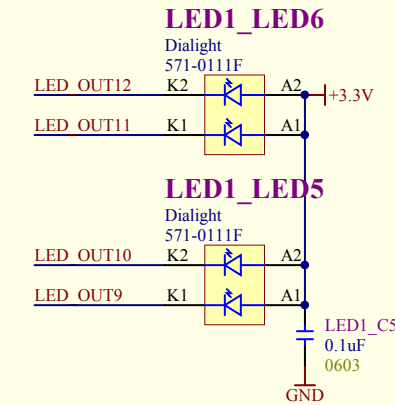 LED1_LED6
Dialight
571-0111F
LED_OUT12 K2 A2 +3.3V
LED_OUT11 K1 A1
LED1_LED5
Dialight
571-0111F
LED_OUT10 K2 A2
LED_OUT9 K1 A1
LED1_C5
0.1uF
0603
GND